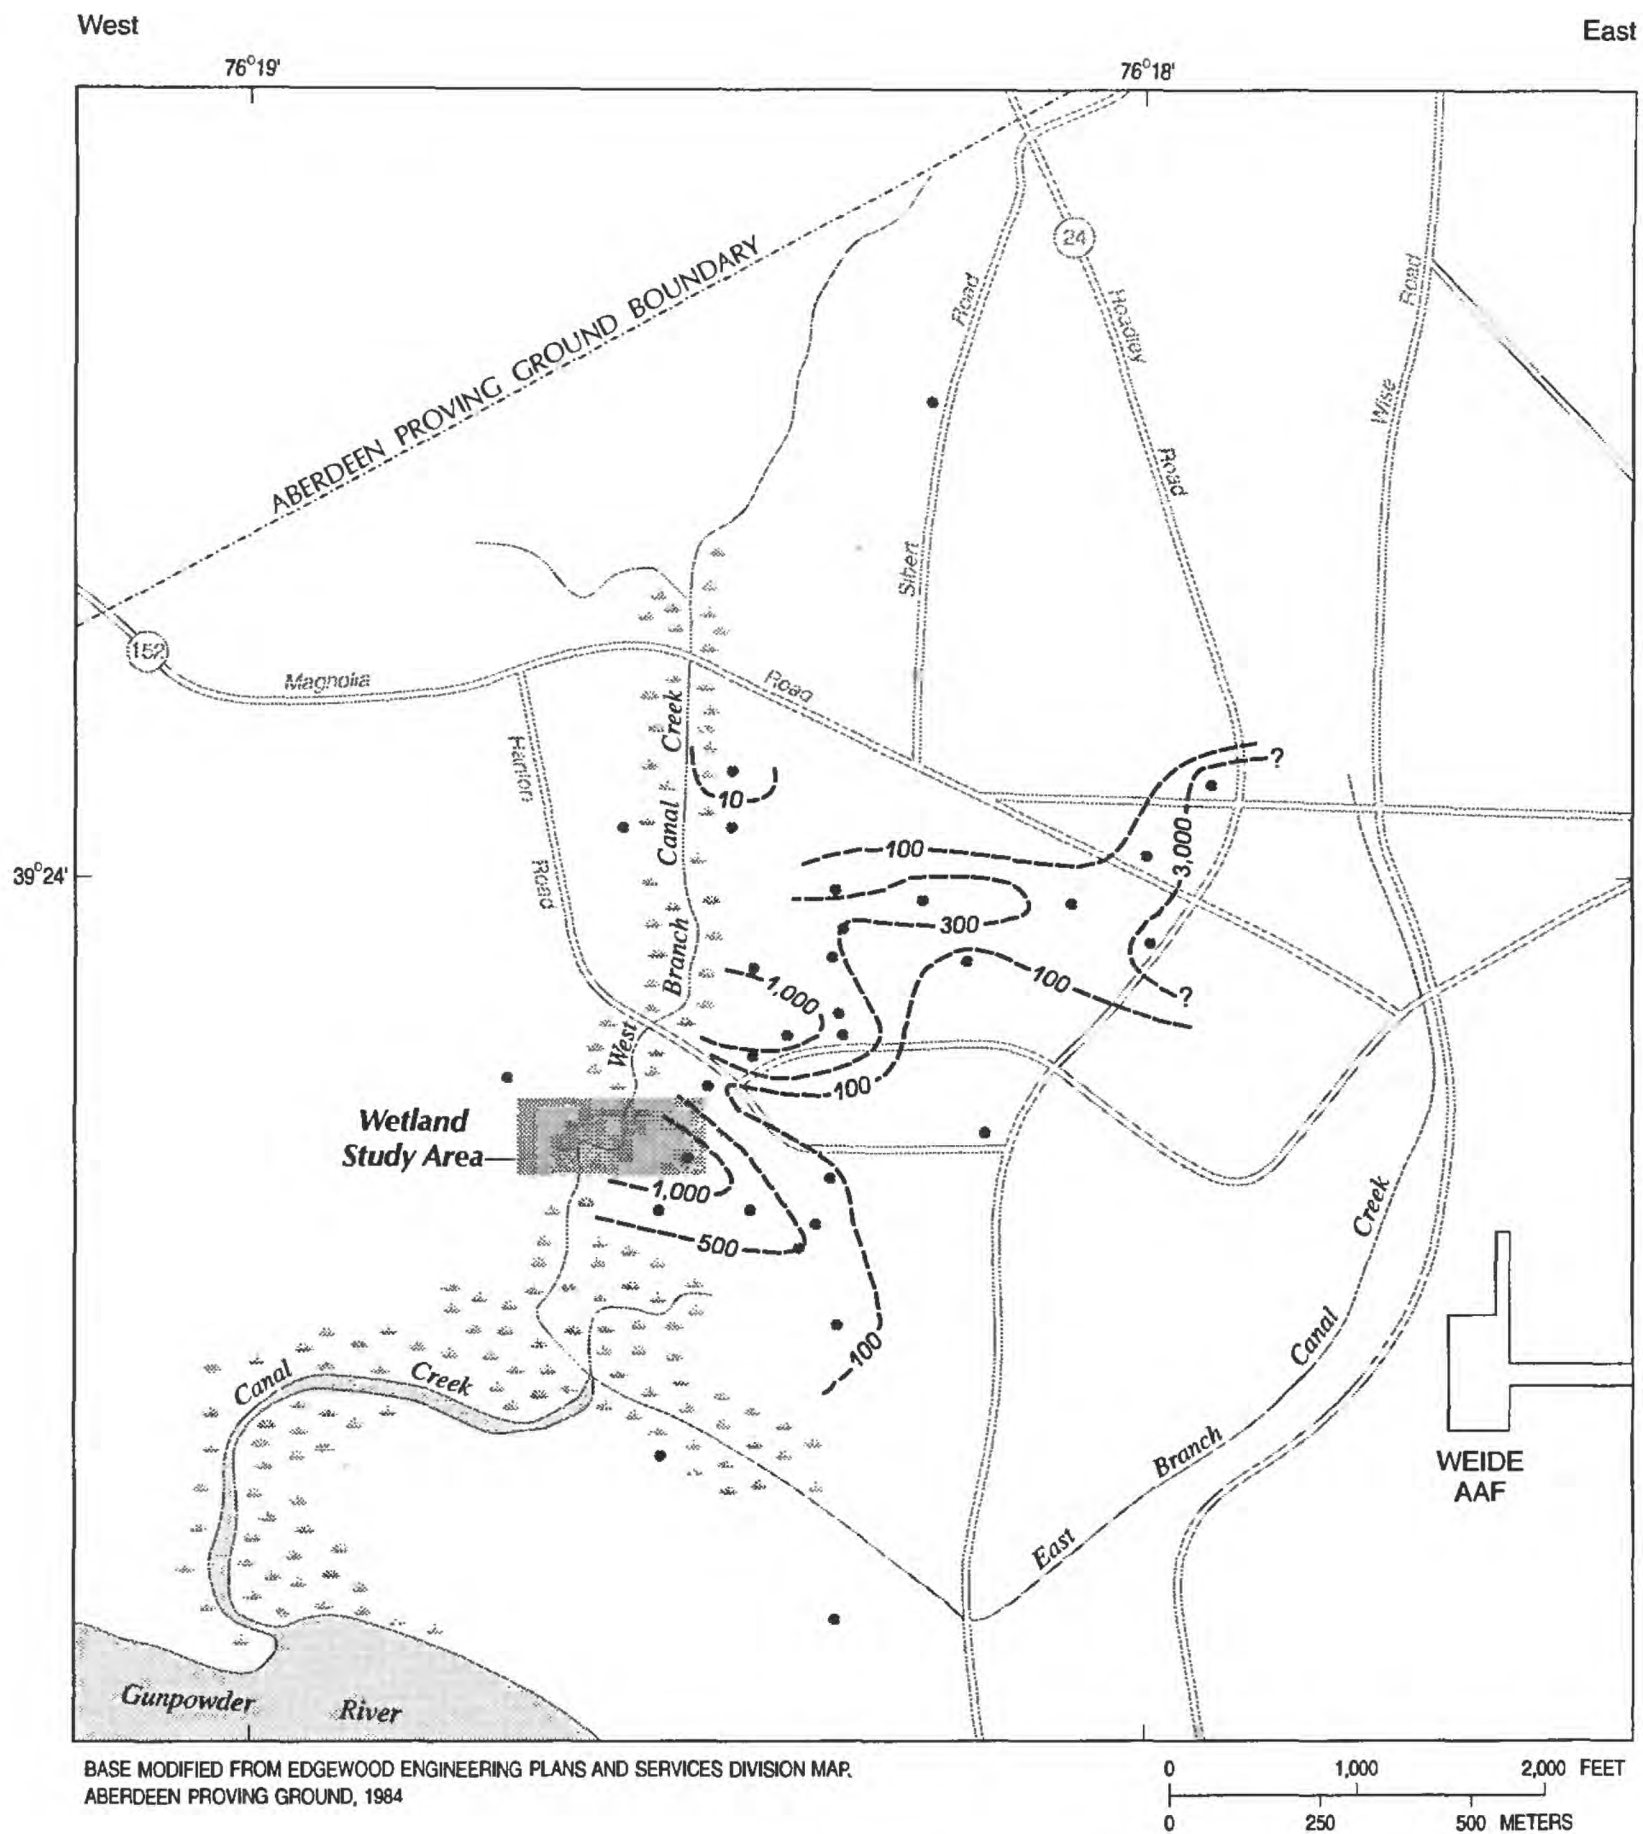 West
East
76°19'
76°18'
ABERDEEN PROVING GROUND BOUNDARY
24
Road
Hoadley
Road
Wise
Road
Sibert
152
Magnolia
Road
Hanlon
Road
Creek
Canal
Branch
West
10
39°24'
100
3,000
?
300
1,000
100
?
100
Wetland
Study Area
1,000
500
100
Creek
Canal
Branch
East
Canal
Creek
WEIDE
AAF
Gunpowder
River
BASE MODIFIED FROM EDGEWOOD ENGINEERING PLANS AND SERVICES DIVISION MAP,
ABERDEEN PROVING GROUND, 1984
0 1,000 2,000 FEET
0 250 500 METERS